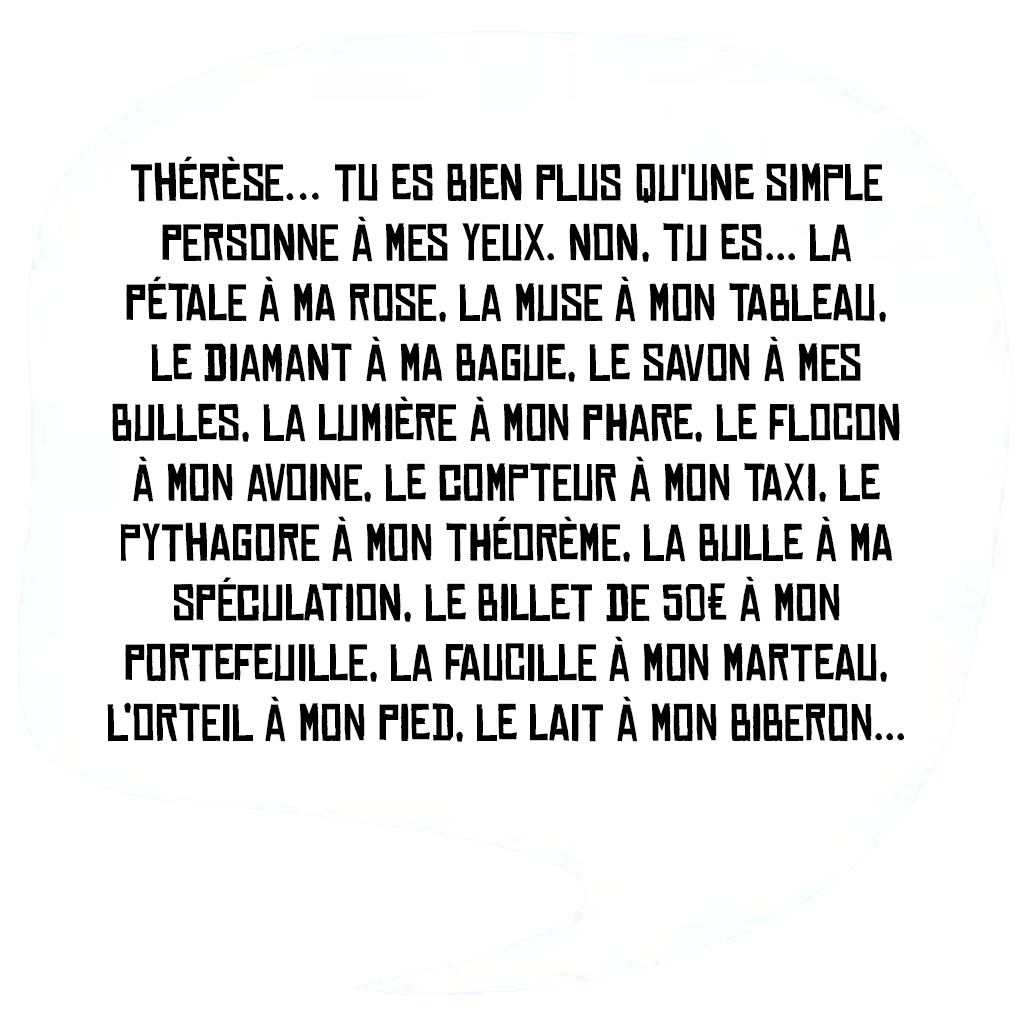 THÉRÈSE... TU ES BIEN PLUS QU'UNE SIMPLE
PERSONNE À MES YEUX. NON, TU ES... LA
PÉTALE À MA ROSE, LA MUSE À MON TABLEAU,
LE DIAMANT À MA BAGUE, LE SAVON À MES
BULLES, LA LUMIÈRE À MON PHARE, LE FLOCON
À MON AVOINE, LE COMPTEUR À MON TAXI, LE
PYTHAGORE À MON THÉORÈME, LA BULLE À MA
SPÉCULATION, LE BILLET DE 50€ À MON
PORTEFEUILLE, LA FAUCILLE À MON MARTEAU,
L'ORTEIL À MON PIED, LE LAIT À MON BIBERON...